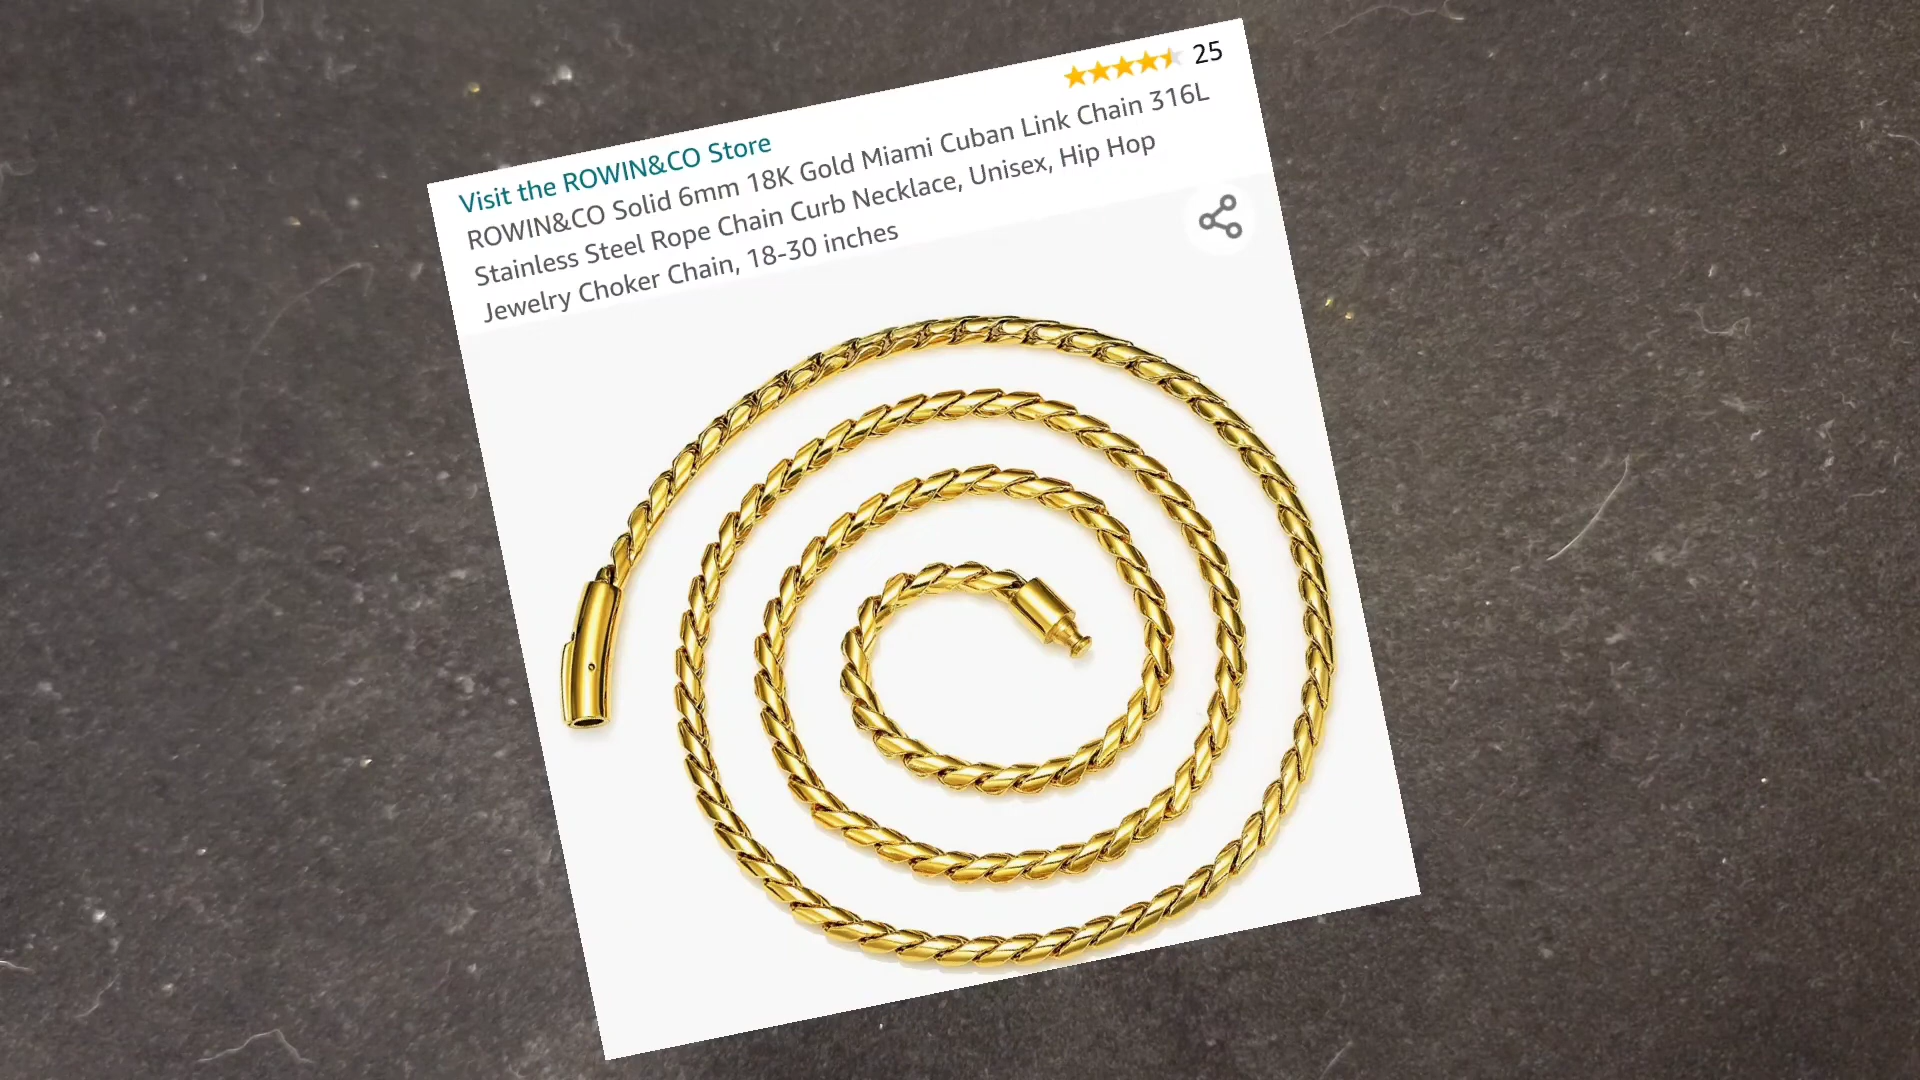 25
Visit the ROWIN&CO Store
ROWIN&CO Solid 6mm 18K Gold Miami Cuban Link Chain 316L
Stainless Steel Rope Chain Curb Necklace, Unisex, Hip Hop
Jewelry Choker Chain, 18-30 inches